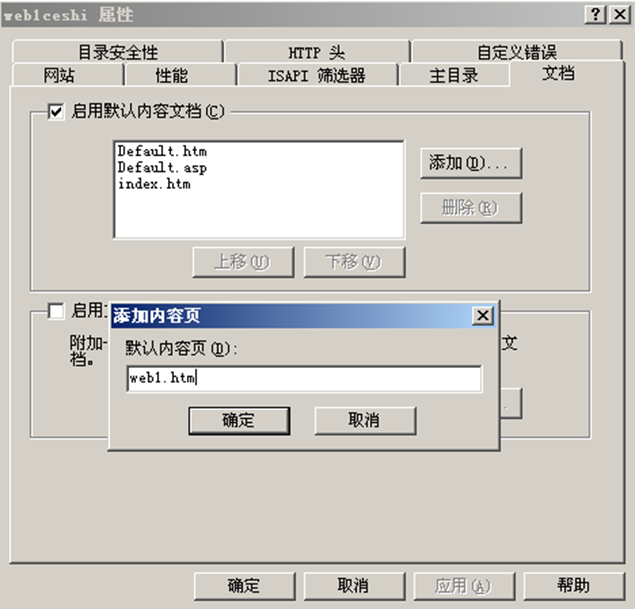 web1ceshi 属性
目录安全性 HTTP 头 自定义错误
网站 性能 ISAPI 筛选器 主目录 文档
启用默认内容文档(C)
Default.htm
Default.asp
index.htm
添加(D)...
删除(R)
上移(U) 下移(V)
启用
添加内容页
附加一
档。
文
默认内容页(D):
web1.htm
确定 取消
确定 取消 应用(A) 帮助